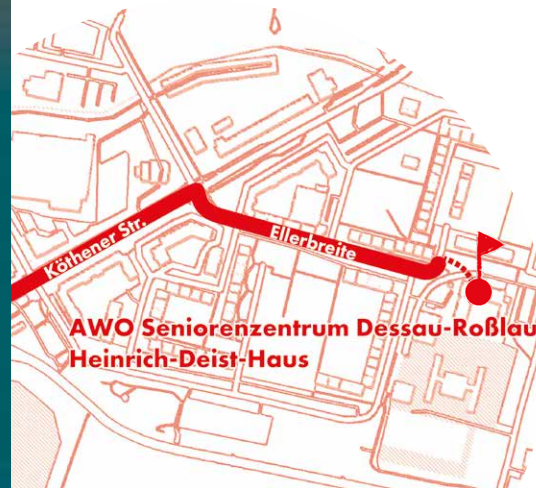 Köthener Str.
Ellerbreite
AWO Seniorenzentrum Dessau-Roßlau
Heinrich-Deist-Haus